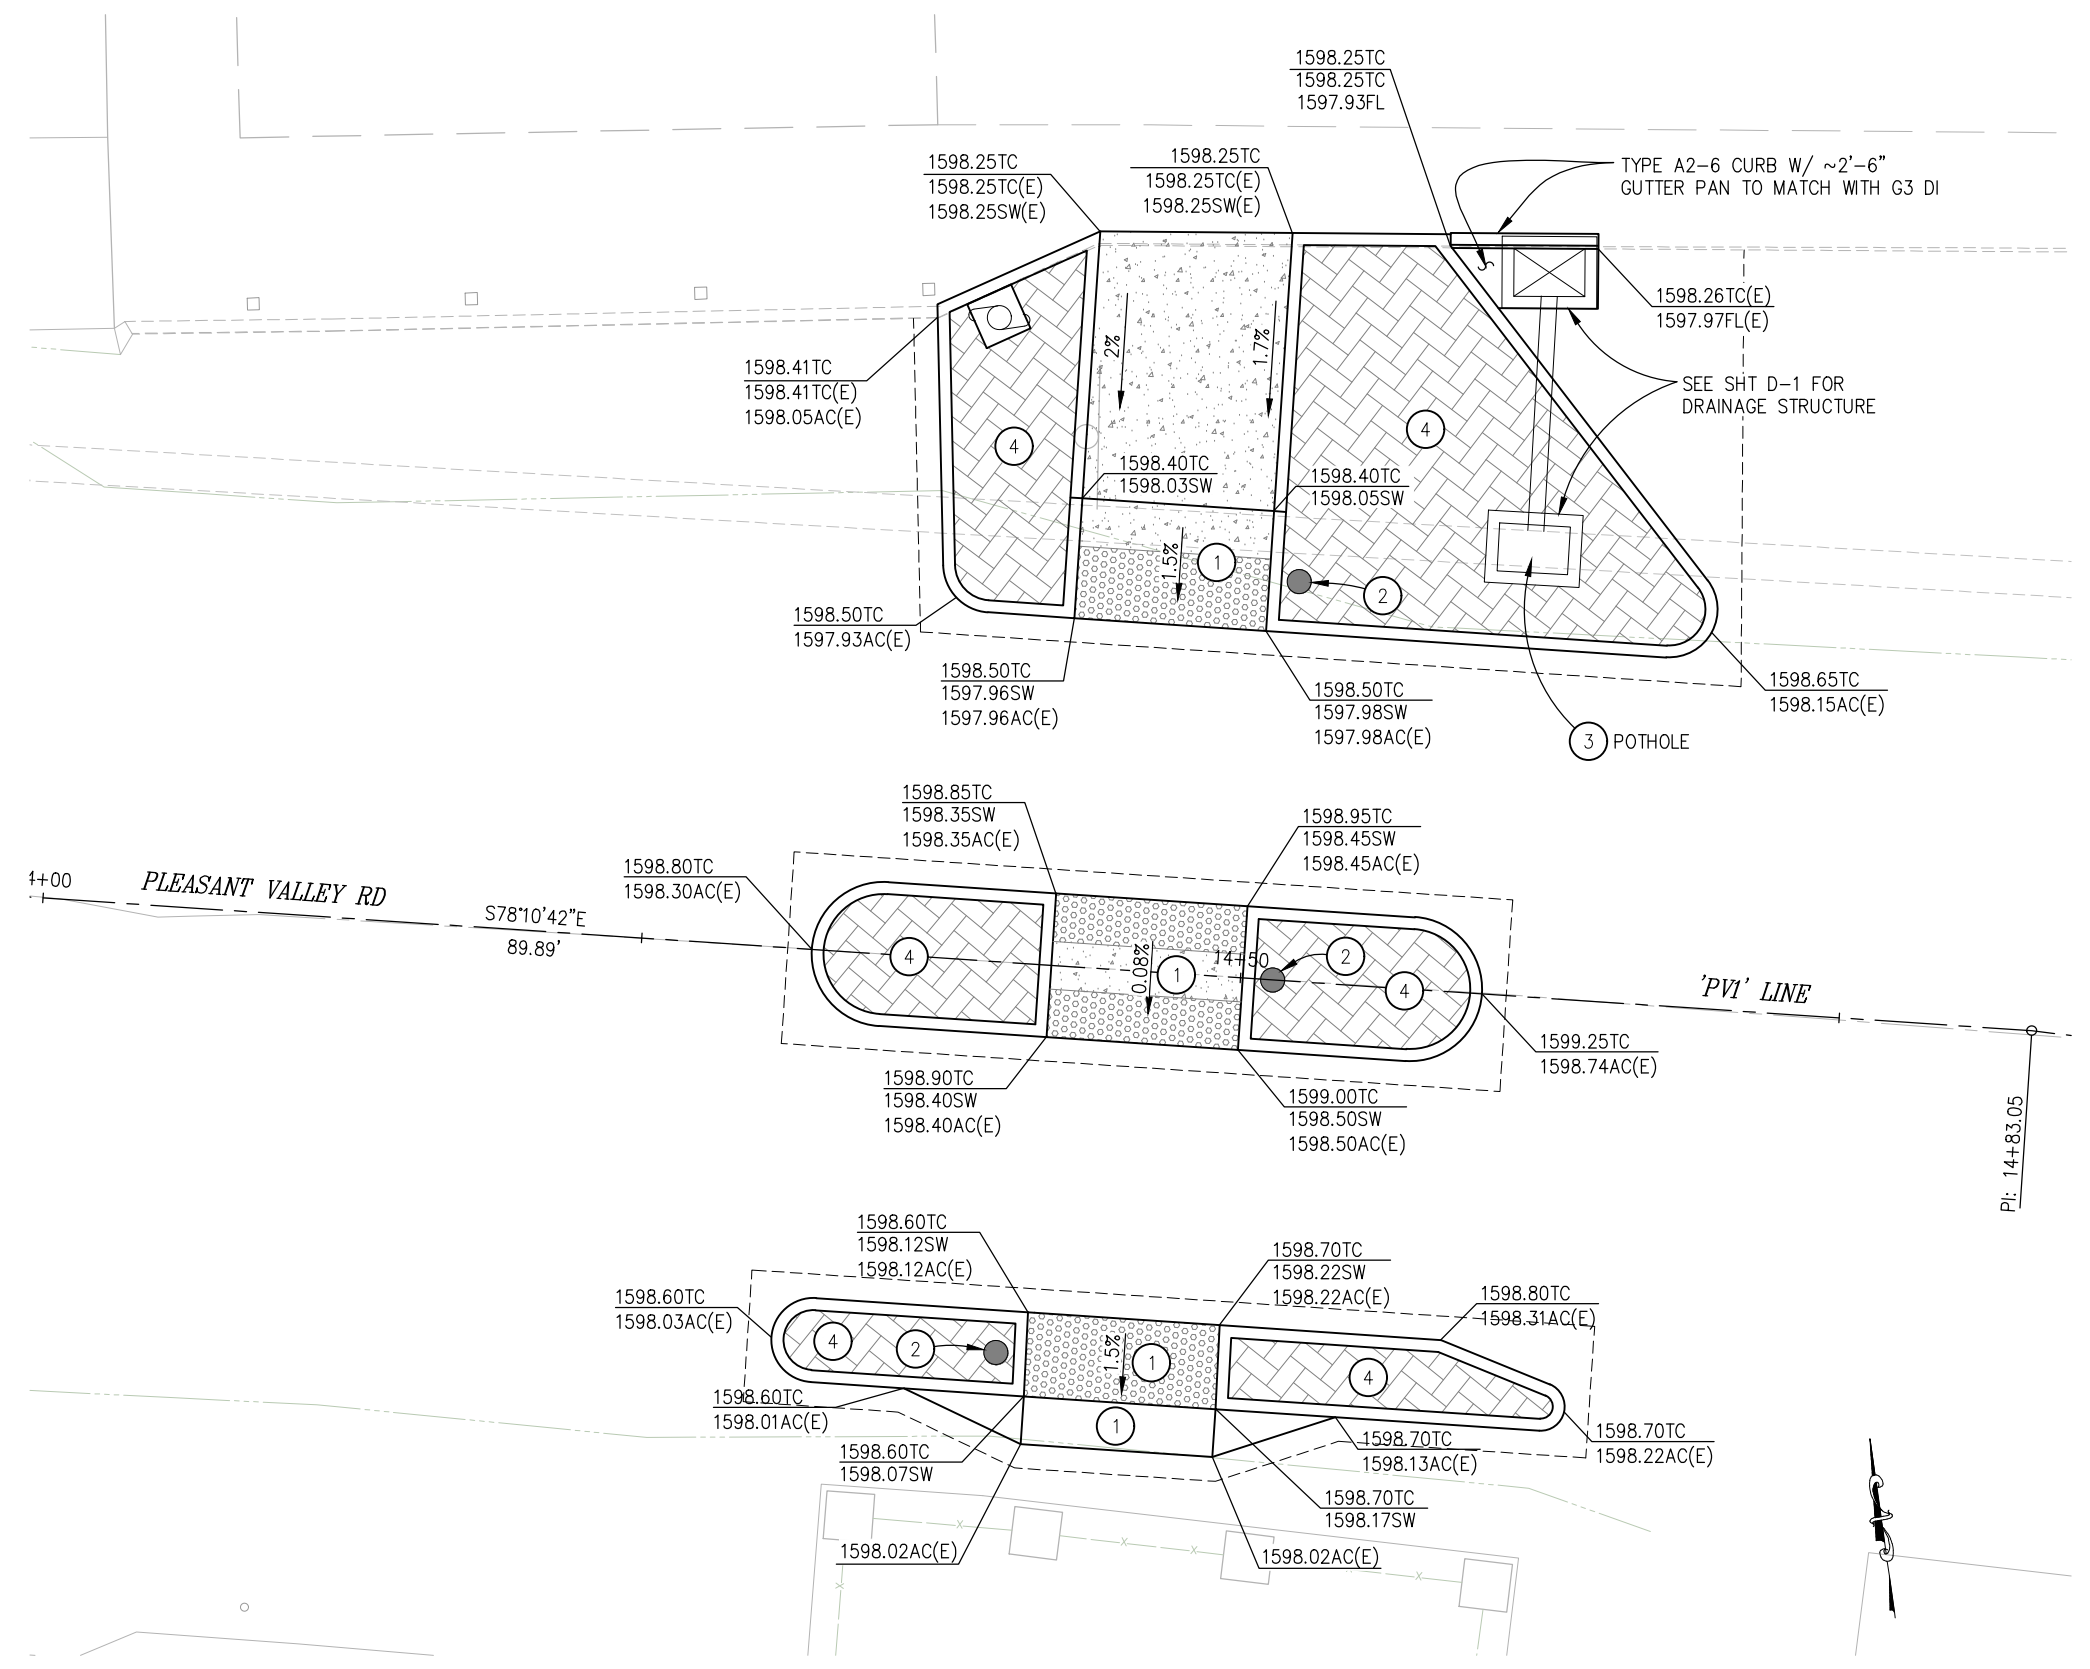 1598.25TC
1598.25TC
1597.93FL
1598.25TC
1598.25TC(E)
1598.25SW(E)
1598.25TC
1598.25TC(E)
1598.25SW(E)
TYPE A2-6 CURB W/ ~2'-6"
GUTTER PAN TO MATCH WITH G3 DI
1598.26TC(E)
1597.97FL(E)
2%
1.7%
1598.41TC
1598.41TC(E)
1598.05AC(E)
SEE SHT D-1 FOR
DRAINAGE STRUCTURE
4
4
1598.40TC
1598.03SW
1598.40TC
1598.05SW
1.5%
1
2
1598.50TC
1597.93AC(E)
1598.50TC
1597.96SW
1597.96AC(E)
1598.50TC
1597.98SW
1597.98AC(E)
1598.65TC
1598.15AC(E)
3 POTHOLE
1598.85TC
1598.35SW
1598.35AC(E)
1598.95TC
1598.45SW
1598.45AC(E)
1598.80TC
1598.30AC(E)
4+00
PLEASANT VALLEY RD
S78°10'42"E
89.89'
4
0.08%
1
14+50
2
4
'PV1' LINE
1599.25TC
1598.74AC(E)
1598.90TC
1598.40SW
1598.40AC(E)
1599.00TC
1598.50SW
1598.50AC(E)
PI: 14+83.05
1598.60TC
1598.12SW
1598.12AC(E)
1598.70TC
1598.22SW
1598.22AC(E)
1598.60TC
1598.03AC(E)
1598.80TC
1598.31AC(E)
4
2
1.5%
1
4
1598.60TC
1598.01AC(E)
1
1598.60TC
1598.07SW
1598.70TC
1598.13AC(E)
1598.70TC
1598.22AC(E)
1598.70TC
1598.17SW
1598.02AC(E)
1598.02AC(E)